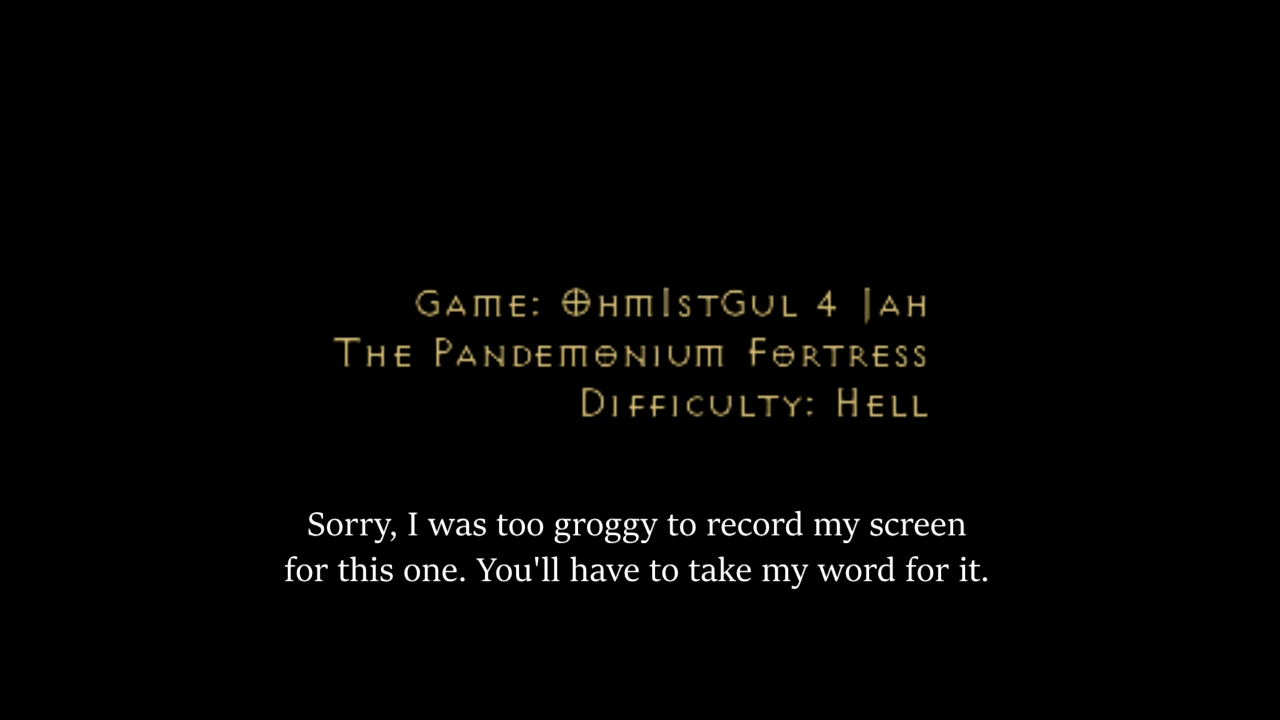 Game: OhmIstGul 4 Jah
The Pandemonium Fortress
Difficulty: Hell
Sorry, I was too groggy to record my screen
for this one. You'll have to take my word for it.